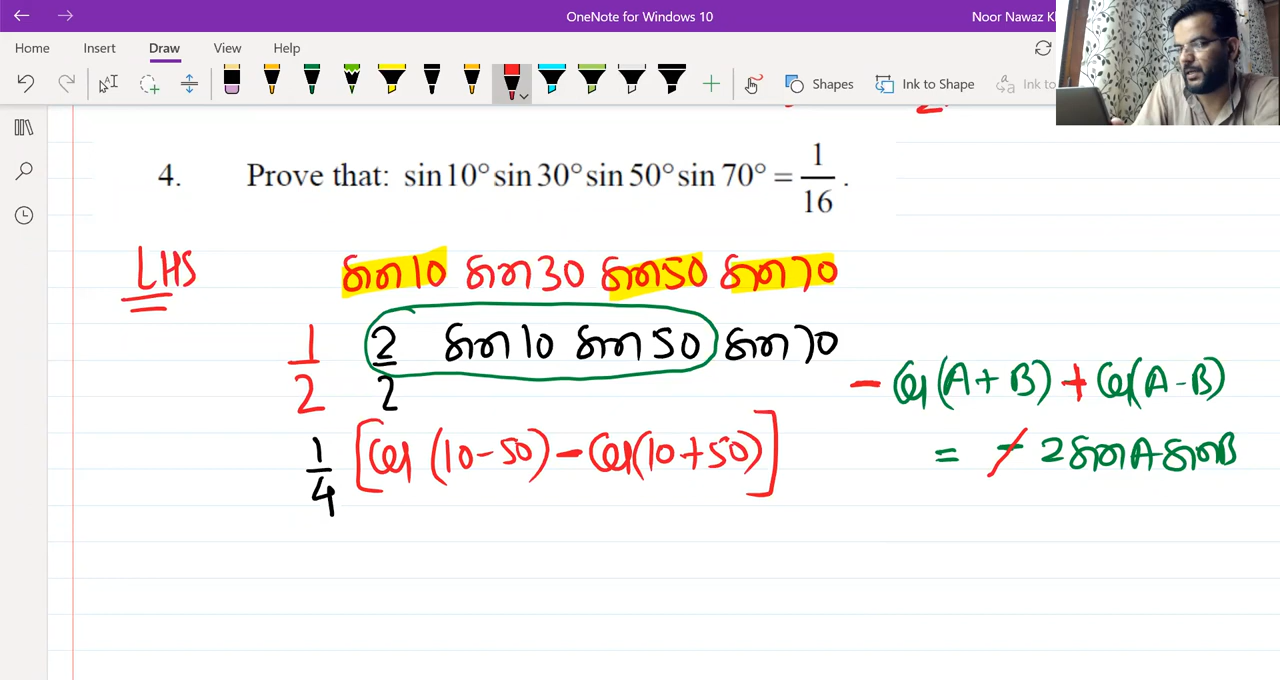 OneNote for Windows 10
Noor Nawaz Kh
Home Insert Draw View Help
Shapes Ink to Shape Ink to
4. Prove that: sin 10° sin 30° sin 50° sin 70° = 1/16 .
LHS sin 10 sin 30 sin 50 sin 70
1/2 2/2 sin 10 sin 50 sin 70
- Cos (A + B) + Cos (A - B)
1/4 [Cos (10 - 50) - Cos (10 + 50)]
= - 2 sin A sin B